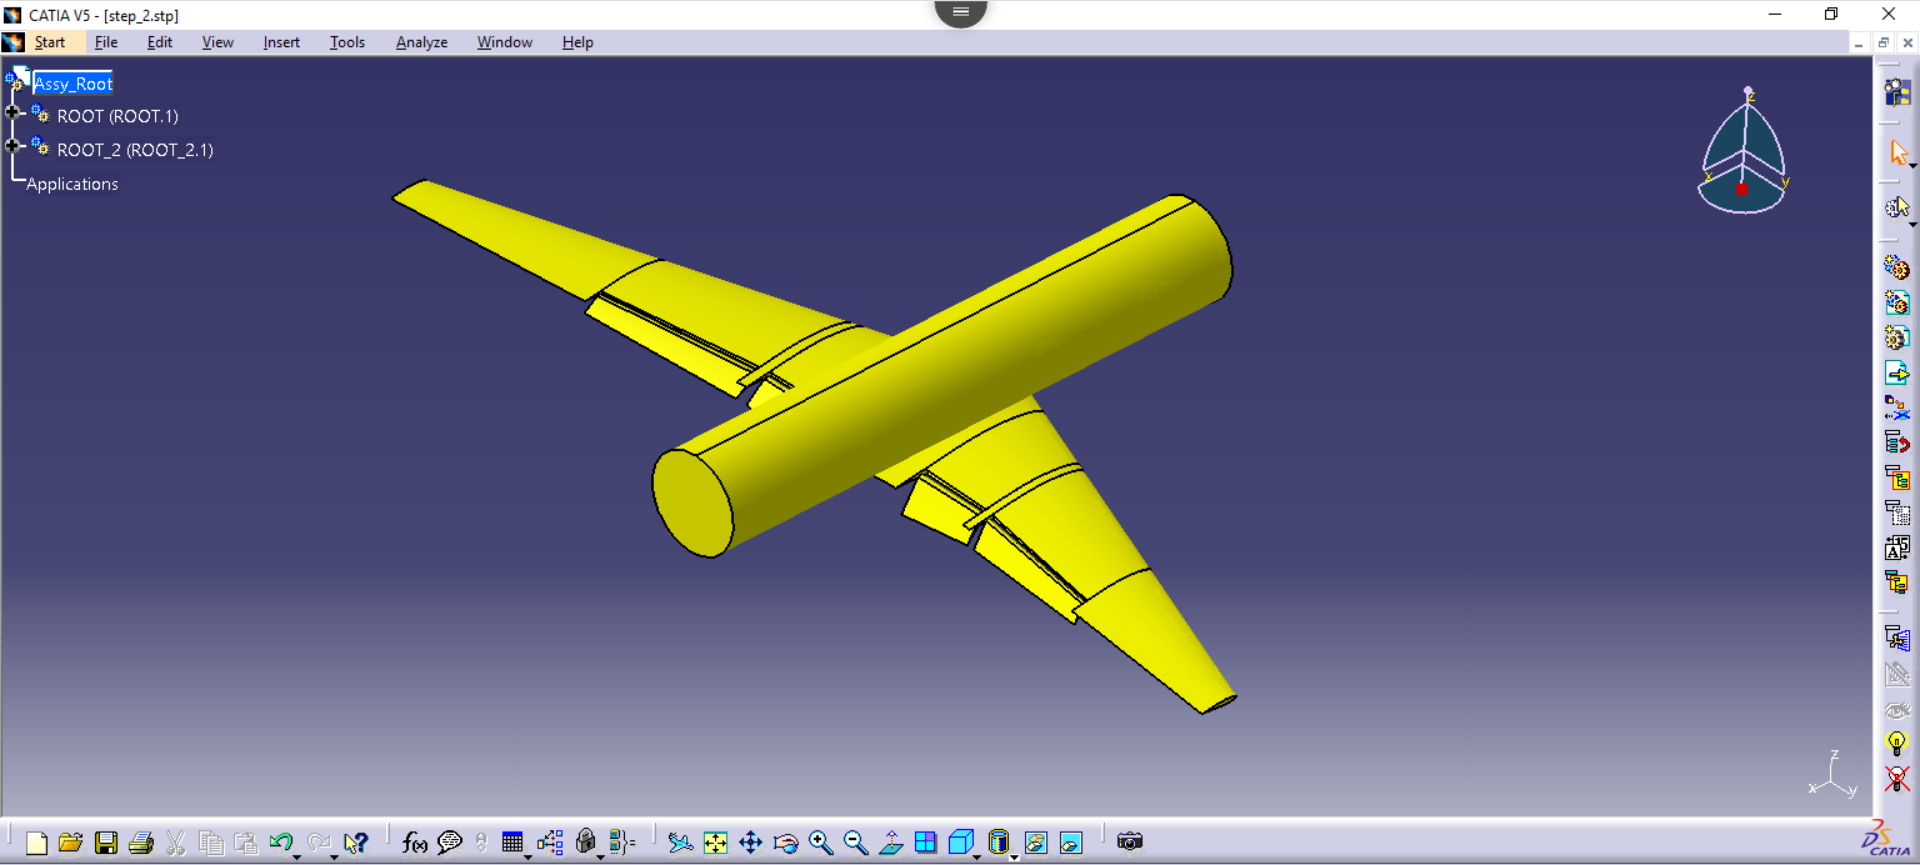 CATIA V5 - [step_2.stp]
Start File Edit View Insert Tools Analyze Window Help
Assy_Root
ROOT (ROOT.1)
ROOT_2 (ROOT_2.1)
Applications
z
x
y
z
x
y
f(x)
CATIA